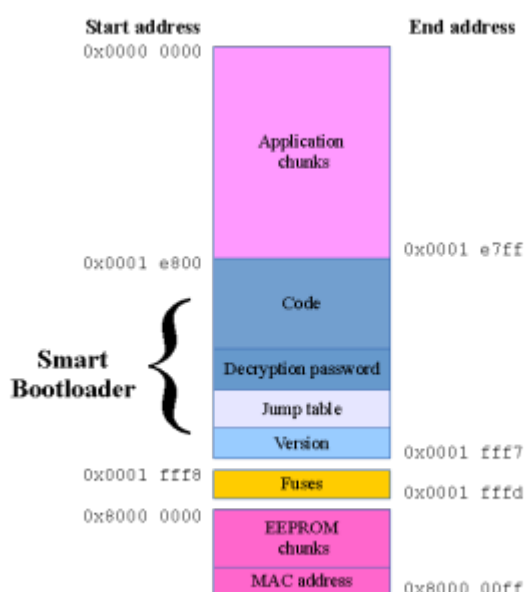 Start address
End address
0x0000 0000
Application
chunks
0x0001 e7ff
0x0001 e800
Code
Smart
Bootloader
Decryption password
Jump table
Version
0x0001 fff7
0x0001 fff8
Fuses
0x0001 fffd
0x8000 0000
EEPROM
chunks
MAC address
0x8000 00ff